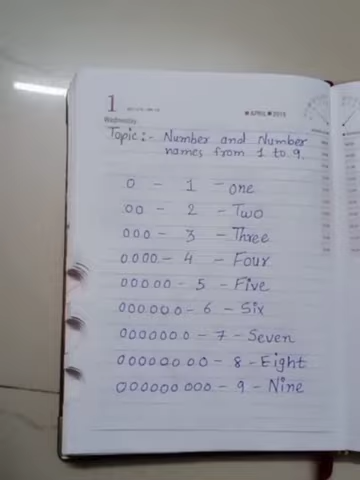 1
Wednesday
APRIL 2015
Topic:- Number and Number
names from 1 to 9.
0 - 1 - one
00 - 2 - Two
000 - 3 - Three
0000 - 4 - Four
00000 - 5 - Five
000000 - 6 - Six
0000000 - 7 - Seven
00000000 - 8 - Eight
000000000 - 9 - Nine